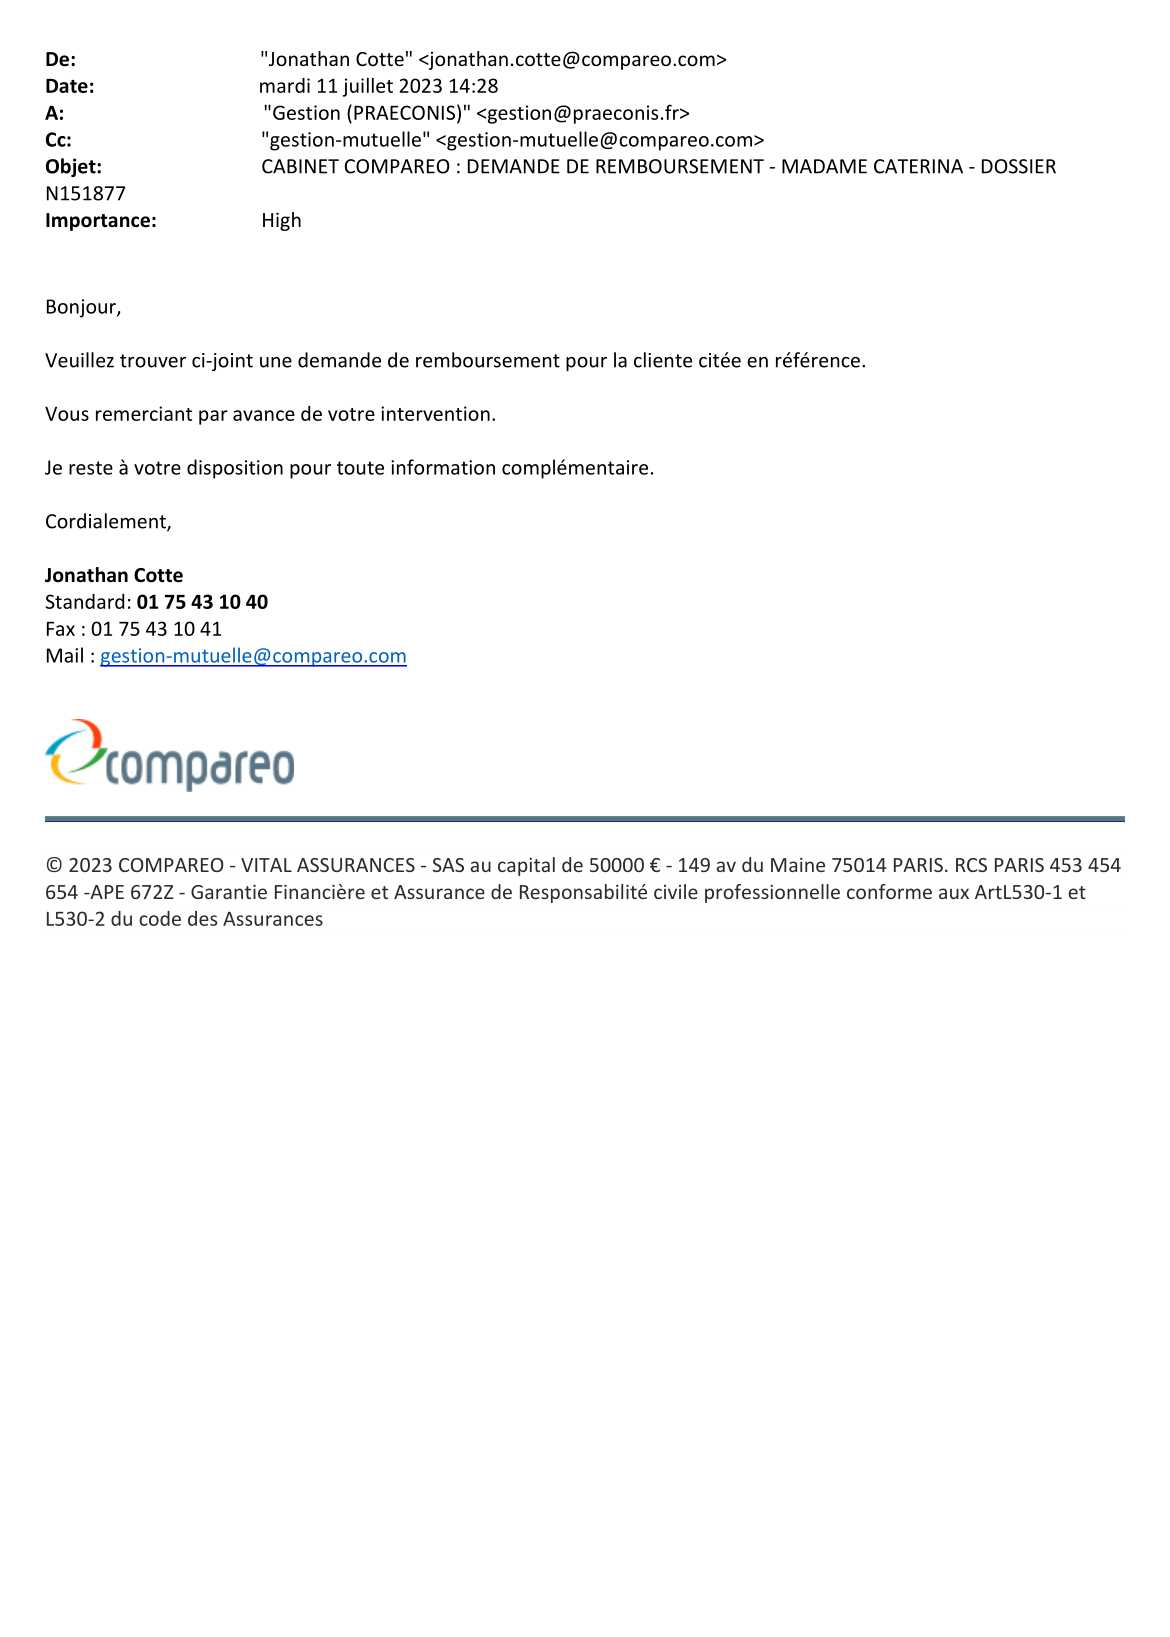 De: "Jonathan Cotte" <jonathan.cotte@compareo.com>
Date: mardi 11 juillet 2023 14:28
A: "Gestion (PRAECONIS)" <gestion@praeconis.fr>
Cc: "gestion-mutuelle" <gestion-mutuelle@compareo.com>
Objet: CABINET COMPAREO : DEMANDE DE REMBOURSEMENT - MADAME CATERINA - DOSSIER
N151877
Importance: High
Bonjour,
Veuillez trouver ci-joint une demande de remboursement pour la cliente citée en référence.
Vous remerciant par avance de votre intervention.
Je reste à votre disposition pour toute information complémentaire.
Cordialement,
Jonathan Cotte
Standard: 01 75 43 10 40
Fax : 01 75 43 10 41
Mail : gestion-mutuelle@compareo.com
compareo
© 2023 COMPAREO - VITAL ASSURANCES - SAS au capital de 50000 € - 149 av du Maine 75014 PARIS. RCS PARIS 453 454
654 -APE 672Z - Garantie Financière et Assurance de Responsabilité civile professionnelle conforme aux ArtL530-1 et
L530-2 du code des Assurances